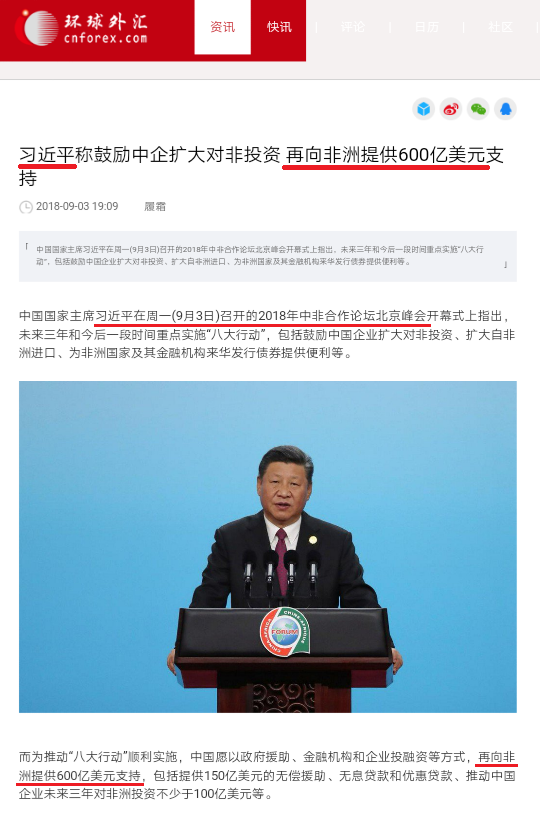 环球外汇
cnforex.com
资讯 快讯 | 评论 | 日历 | 社区 |
习近平称鼓励中企扩大对非投资 再向非洲提供600亿美元支
持
2018-09-03 19:09 履霜
「 中国国家主席习近平在周一(9月3日)召开的2018年中非合作论坛北京峰会开幕式上指出，未来三年和今后一段时间重点实施“八大行
动”，包括鼓励中国企业扩大对非投资、扩大自非洲进口、为非洲国家及其金融机构来华发行债券提供便利等。 」
中国国家主席习近平在周一(9月3日)召开的2018年中非合作论坛北京峰会开幕式上指出，
未来三年和今后一段时间重点实施“八大行动”，包括鼓励中国企业扩大对非投资、扩大自非
洲进口、为非洲国家及其金融机构来华发行债券提供便利等。
CHINE-AFRIQUE
CHINA-AFRICA
FORUM
而为推动“八大行动”顺利实施，中国愿以政府援助、金融机构和企业投融资等方式，再向非
洲提供600亿美元支持，包括提供150亿美元的无偿援助、无息贷款和优惠贷款、推动中国
企业未来三年对非洲投资不少于100亿美元等。